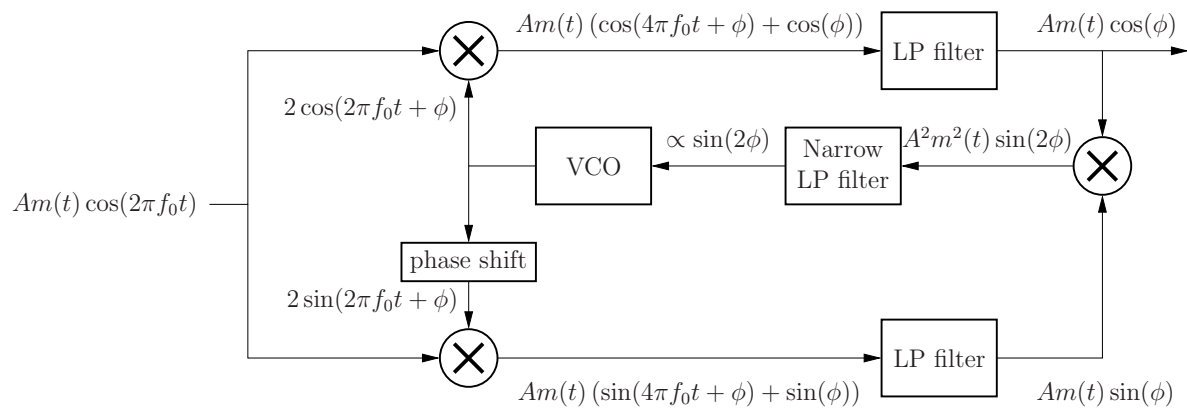 Am(t) (cos(4πf₀t + ϕ) + cos(ϕ))
Am(t) cos(ϕ)
LP filter
2 cos(2πf₀t + ϕ)
∝ sin(2ϕ)
A²m²(t) sin(2ϕ)
VCO
Narrow
LP filter
Am(t) cos(2πf₀t)
phase shift
2 sin(2πf₀t + ϕ)
LP filter
Am(t) (sin(4πf₀t + ϕ) + sin(ϕ))
Am(t) sin(ϕ)